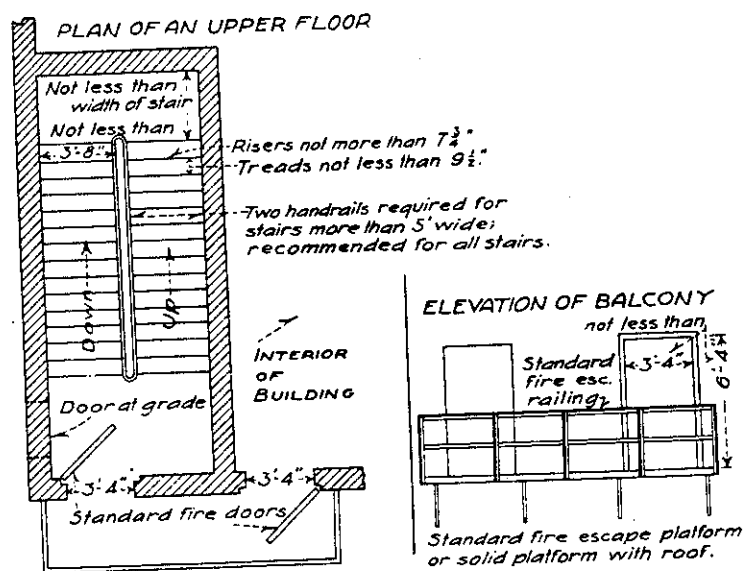 PLAN OF AN UPPER FLOOR
Not less than
width of stair
Not less than
3'-8"
Risers not more than 7 3/4"
Treads not less than 9 1/2"
Two handrails required for
stairs more than 5' wide;
recommended for all stairs.
Down
Up
INTERIOR
OF
BUILDING
Door at grade
3'-4"
3'-4"
Standard fire doors
ELEVATION OF BALCONY
not less than
Standard
fire esc.
railing
3'-4"
6'-4"
Standard fire escape platform
or solid platform with roof.